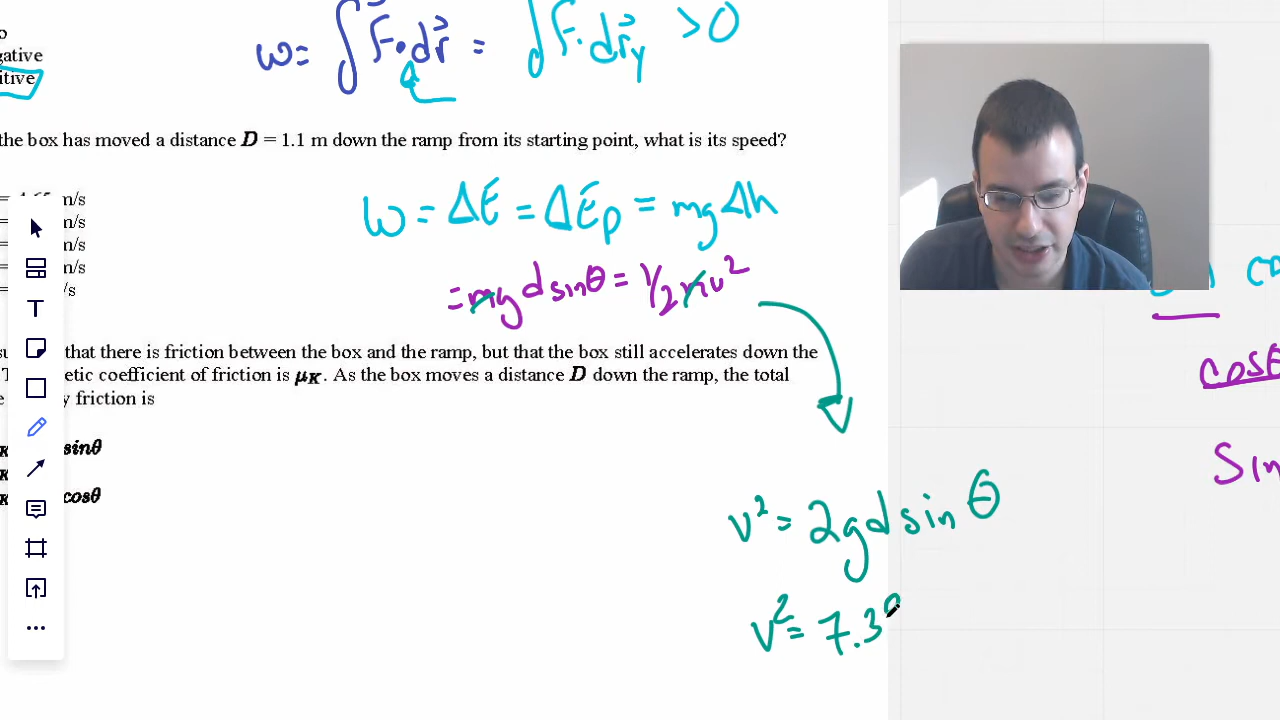 w = ∫ F⃗ · dr⃗ = ∫ F · dr⃗y > 0
gative
itive
the box has moved a distance D = 1.1 m down the ramp from its starting point, what is its speed?
m/s
m/s
m/s
m/s
/s
W = ΔE = ΔEp = mgΔh
= mgd sinθ = 1/2 mv²
that there is friction between the box and the ramp, but that the box still accelerates down the
etic coefficient of friction is μK. As the box moves a distance D down the ramp, the total
y friction is
sinθ
cosθ
cosθ
Sin
v² = 2gd sin θ
v² = 7.3
T